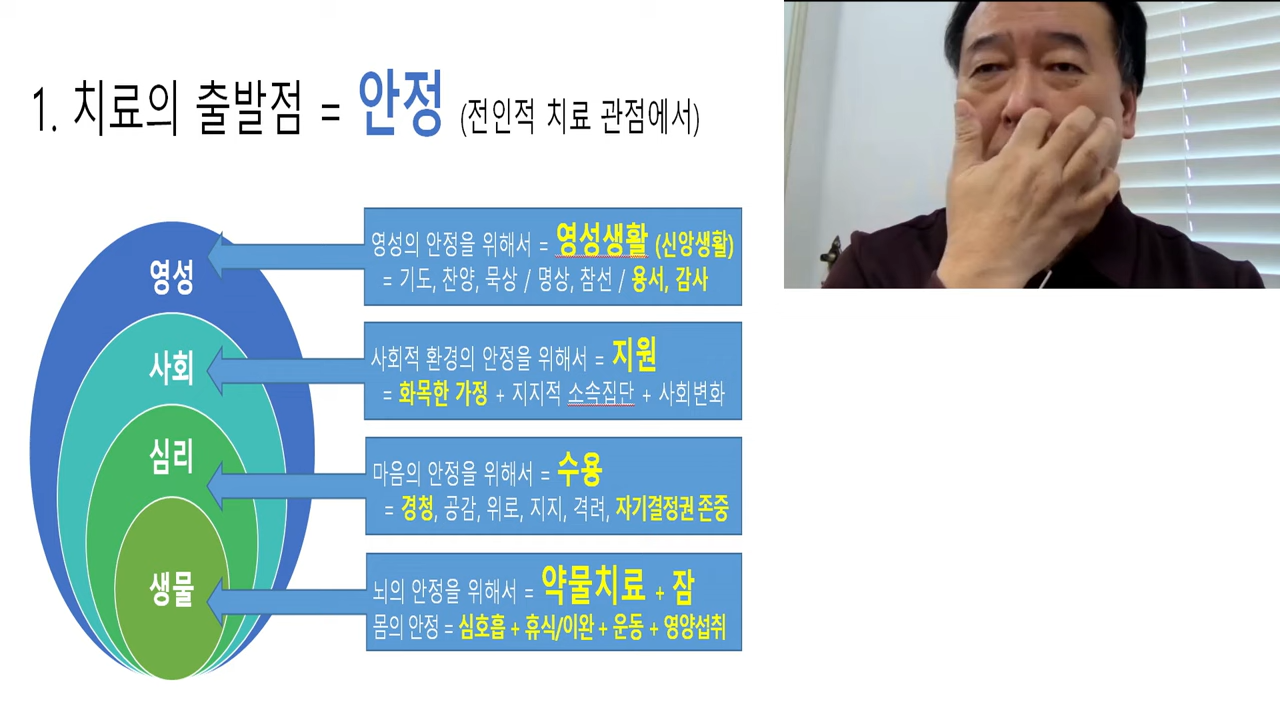 1. 치료의 출발점 = 안정 (전인적 치료 관점에서)
영성
영성의 안정을 위해서 = 영성생활 (신앙생활)
= 기도, 찬양, 묵상 / 명상, 참선 / 용서, 감사
사회
사회적 환경의 안정을 위해서 = 지원
= 화목한 가정 + 지지적 소속집단 + 사회변화
심리
마음의 안정을 위해서 = 수용
= 경청, 공감, 위로, 지지, 격려, 자기결정권 존중
생물
뇌의 안정을 위해서 = 약물치료 + 잠
몸의 안정 = 심호흡 + 휴식/이완 + 운동 + 영양섭취